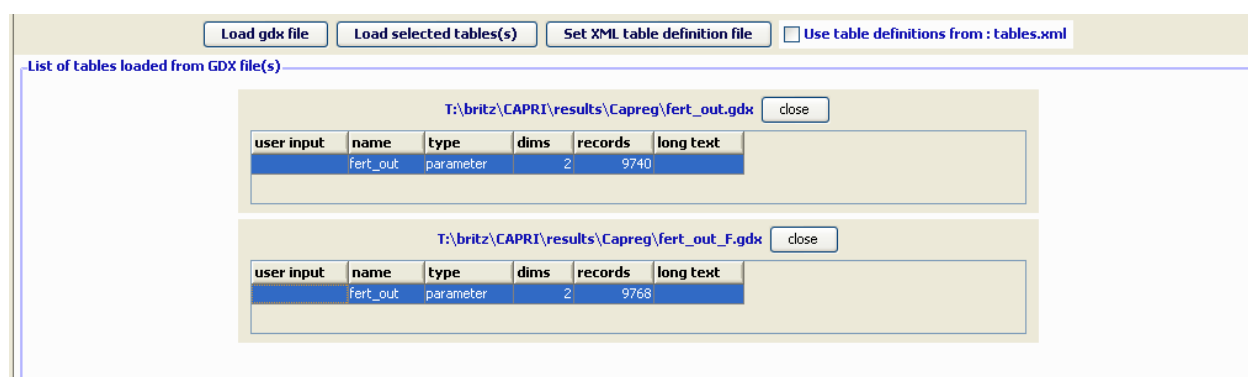 Load gdx file Load selected tables(s) Set XML table definition file Use table definitions from : tables.xml
List of tables loaded from GDX file(s)
T:\britz\CAPRI\results\Capreg\fert_out.gdx close
user input name type dims records long text
fert_out parameter 2 9740
T:\britz\CAPRI\results\Capreg\fert_out_F.gdx close
user input name type dims records long text
fert_out parameter 2 9768